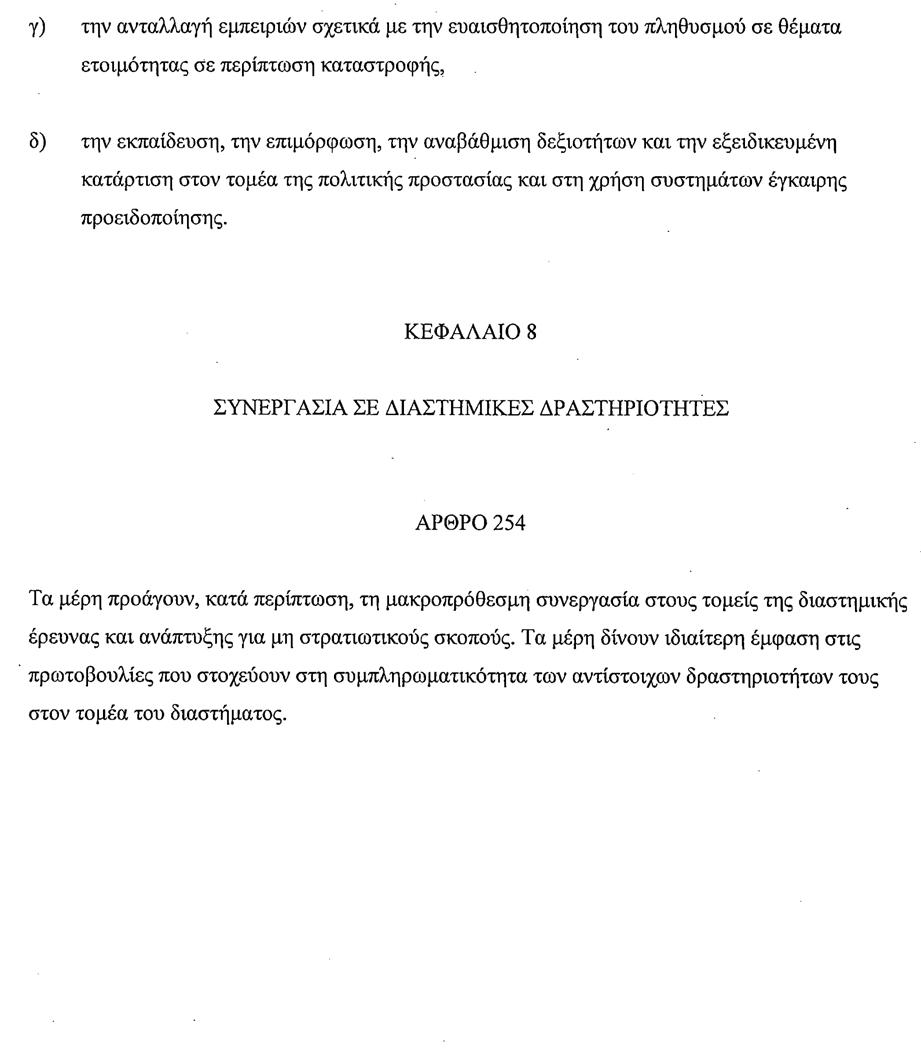 γ) την ανταλλαγή εμπειριών σχετικά με την ευαισθητοποίηση του πληθυσμού σε θέματα
ετοιμότητας σε περίπτωση καταστροφής,
δ) την εκπαίδευση, την επιμόρφωση, την αναβάθμιση δεξιοτήτων και την εξειδικευμένη
κατάρτιση στον τομέα της πολιτικής προστασίας και στη χρήση συστημάτων έγκαιρης
προειδοποίησης.
ΚΕΦΑΛΑΙΟ 8
ΣΥΝΕΡΓΑΣΙΑ ΣΕ ΔΙΑΣΤΗΜΙΚΕΣ ΔΡΑΣΤΗΡΙΟΤΗΤΕΣ
ΑΡΘΡΟ 254
Τα μέρη προάγουν, κατά περίπτωση, τη μακροπρόθεσμη συνεργασία στους τομείς της διαστημικής
έρευνας και ανάπτυξης για μη στρατιωτικούς σκοπούς. Τα μέρη δίνουν ιδιαίτερη έμφαση στις
πρωτοβουλίες που στοχεύουν στη συμπληρωματικότητα των αντίστοιχων δραστηριοτήτων τους
στον τομέα του διαστήματος.